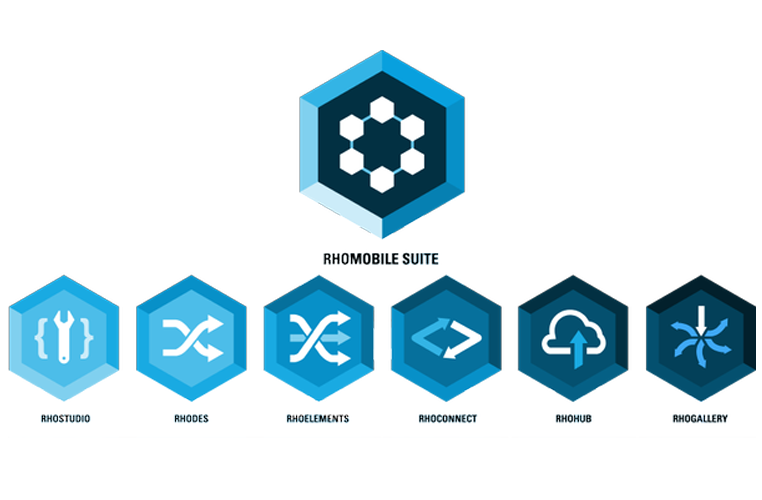 RHOMOBILE SUITE
RHOSTUDIO
RHODES
RHOELEMENTS
RHOCONNECT
RHOHUB
RHOGALLERY